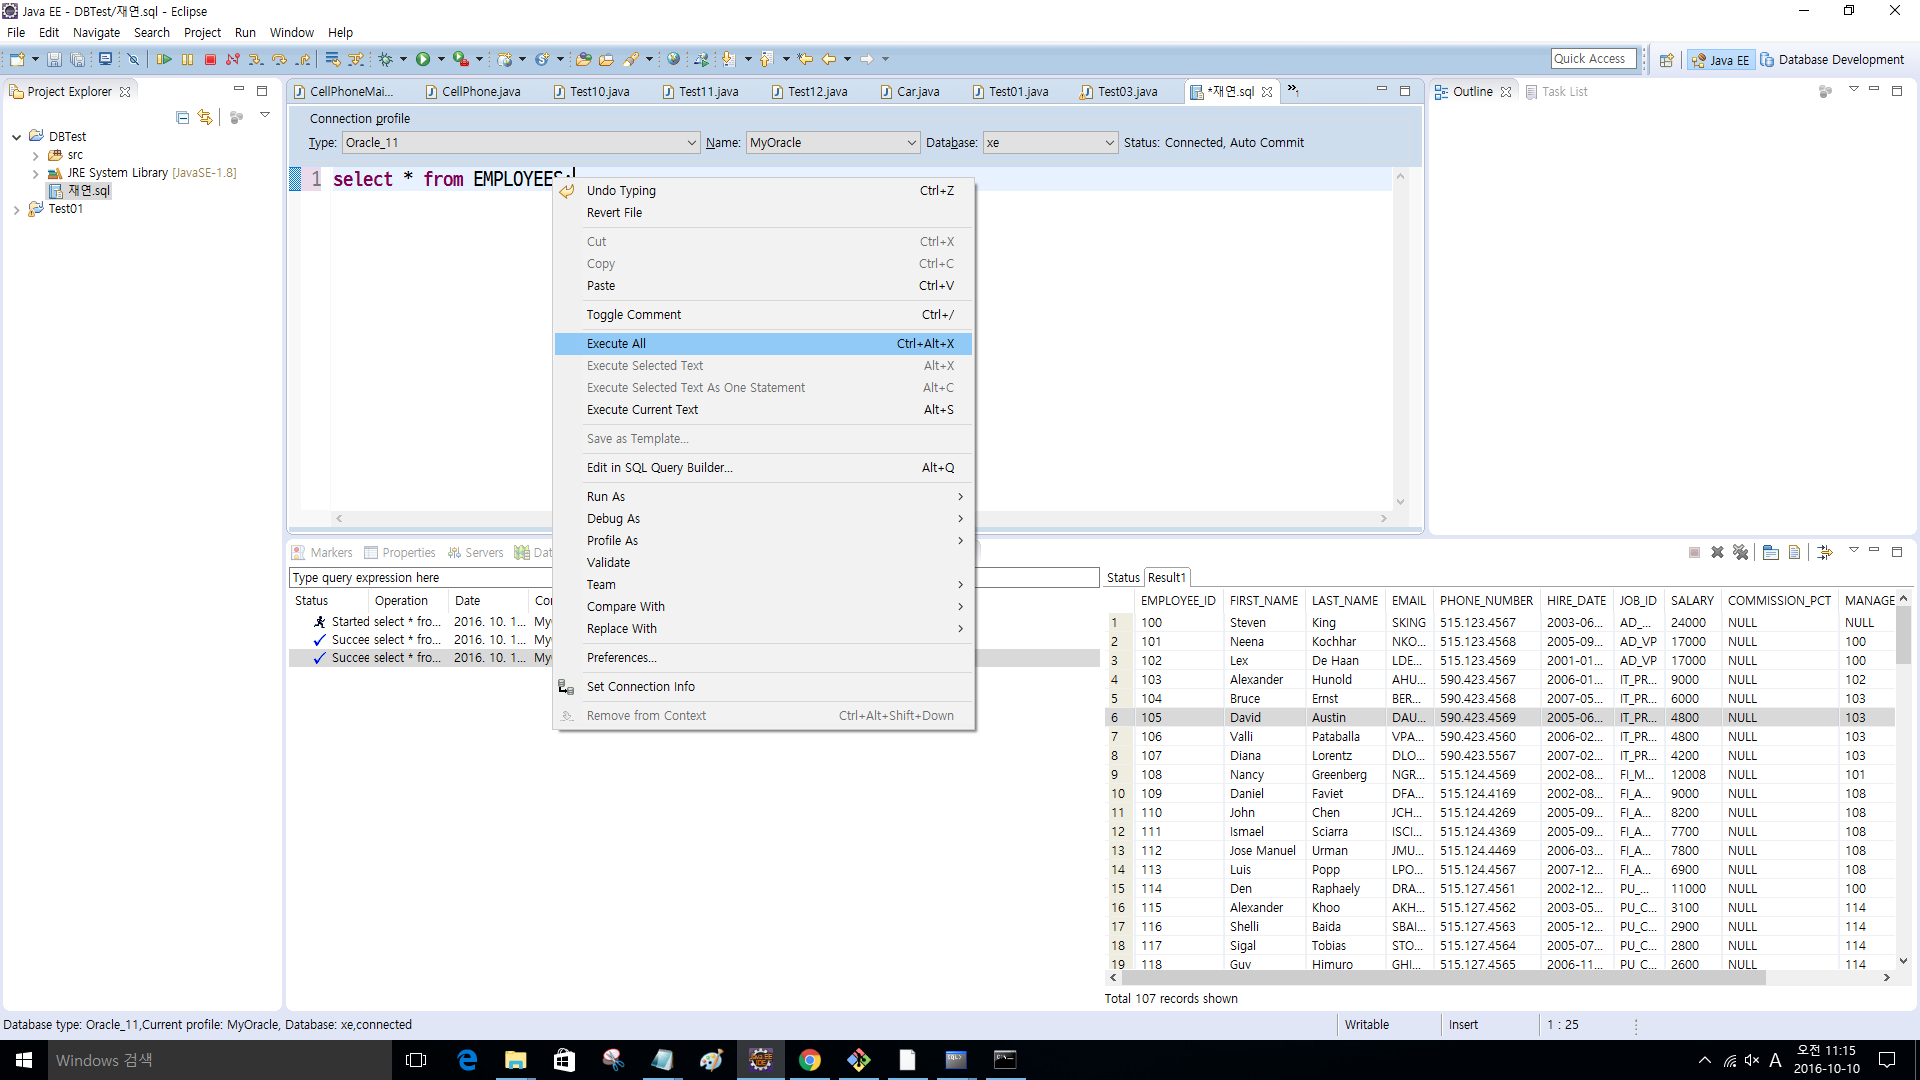 Java EE - DBTest/재연.sql - Eclipse
File Edit Navigate Search Project Run Window Help
Quick Access Java EE Database Development
Project Explorer
DBTest
src
JRE System Library [JavaSE-1.8]
재연.sql
Test01
CellPhoneMai... CellPhone.java Test10.java Test11.java Test12.java Car.java Test01.java Test03.java *재연.sql
Connection profile
Type: Oracle_11 Name: MyOracle Database: xe Status: Connected, Auto Commit
1 select * from EMPLOYEES;
Outline Task List
Undo Typing Ctrl+Z
Revert File
Cut Ctrl+X
Copy Ctrl+C
Paste Ctrl+V
Toggle Comment Ctrl+/
Execute All Ctrl+Alt+X
Execute Selected Text Alt+X
Execute Selected Text As One Statement Alt+C
Execute Current Text Alt+S
Save as Template...
Edit in SQL Query Builder... Alt+Q
Run As
Debug As
Profile As
Validate
Team
Compare With
Replace With
Preferences...
Set Connection Info
Remove from Context Ctrl+Alt+Shift+Down
Markers Properties Servers Dat
Type query expression here
Status Operation Date Co
Started select * fro... 2016. 10. 1... My
Succee select * fro... 2016. 10. 1... My
Succee select * fro... 2016. 10. 1... My
Status Result1
EMPLOYEE_ID FIRST_NAME LAST_NAME EMAIL PHONE_NUMBER HIRE_DATE JOB_ID SALARY COMMISSION_PCT MANAGE
1 100 Steven King SKING 515.123.4567 2003-06... AD_... 24000 NULL NULL
2 101 Neena Kochhar NKO... 515.123.4568 2005-09... AD_VP 17000 NULL 100
3 102 Lex De Haan LDE... 515.123.4569 2001-01... AD_VP 17000 NULL 100
4 103 Alexander Hunold AHU... 590.423.4567 2006-01... IT_PR... 9000 NULL 102
5 104 Bruce Ernst BER... 590.423.4568 2007-05... IT_PR... 6000 NULL 103
6 105 David Austin DAU... 590.423.4569 2005-06... IT_PR... 4800 NULL 103
7 106 Valli Pataballa VPA... 590.423.4560 2006-02... IT_PR... 4800 NULL 103
8 107 Diana Lorentz DLO... 590.423.5567 2007-02... IT_PR... 4200 NULL 103
9 108 Nancy Greenberg NGR... 515.124.4569 2002-08... FI_M... 12008 NULL 101
10 109 Daniel Faviet DFA... 515.124.4169 2002-08... FI_A... 9000 NULL 108
11 110 John Chen JCH... 515.124.4269 2005-09... FI_A... 8200 NULL 108
12 111 Ismael Sciarra ISCI... 515.124.4369 2005-09... FI_A... 7700 NULL 108
13 112 Jose Manuel Urman JMU... 515.124.4469 2006-03... FI_A... 7800 NULL 108
14 113 Luis Popp LPO... 515.124.4567 2007-12... FI_A... 6900 NULL 108
15 114 Den Raphaely DRA... 515.127.4561 2002-12... PU_... 11000 NULL 100
16 115 Alexander Khoo AKH... 515.127.4562 2003-05... PU_C... 3100 NULL 114
17 116 Shelli Baida SBAI... 515.127.4563 2005-12... PU_C... 2900 NULL 114
18 117 Sigal Tobias STO... 515.127.4564 2005-07... PU_C... 2800 NULL 114
19 118 Guy Himuro GHI... 515.127.4565 2006-11... PU_C... 2600 NULL 114
Total 107 records shown
Database type: Oracle_11,Current profile: MyOracle, Database: xe,connected Writable Insert 1 : 25
Windows 검색 A 오전 11:15
2016-10-10